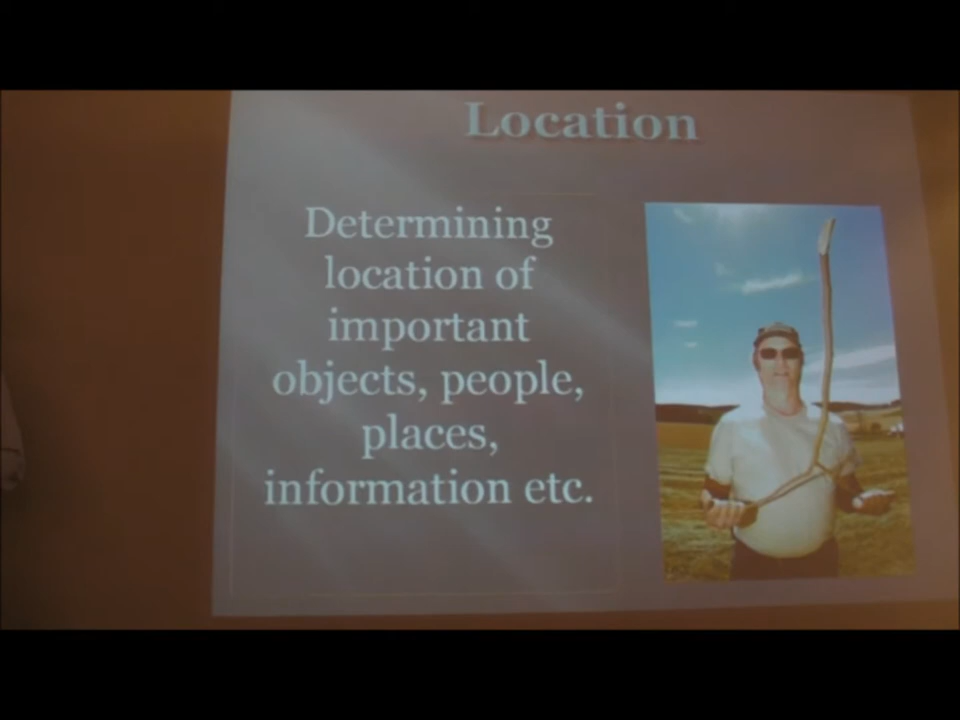 Location
Determining
location of
important
objects, people,
places,
information etc.